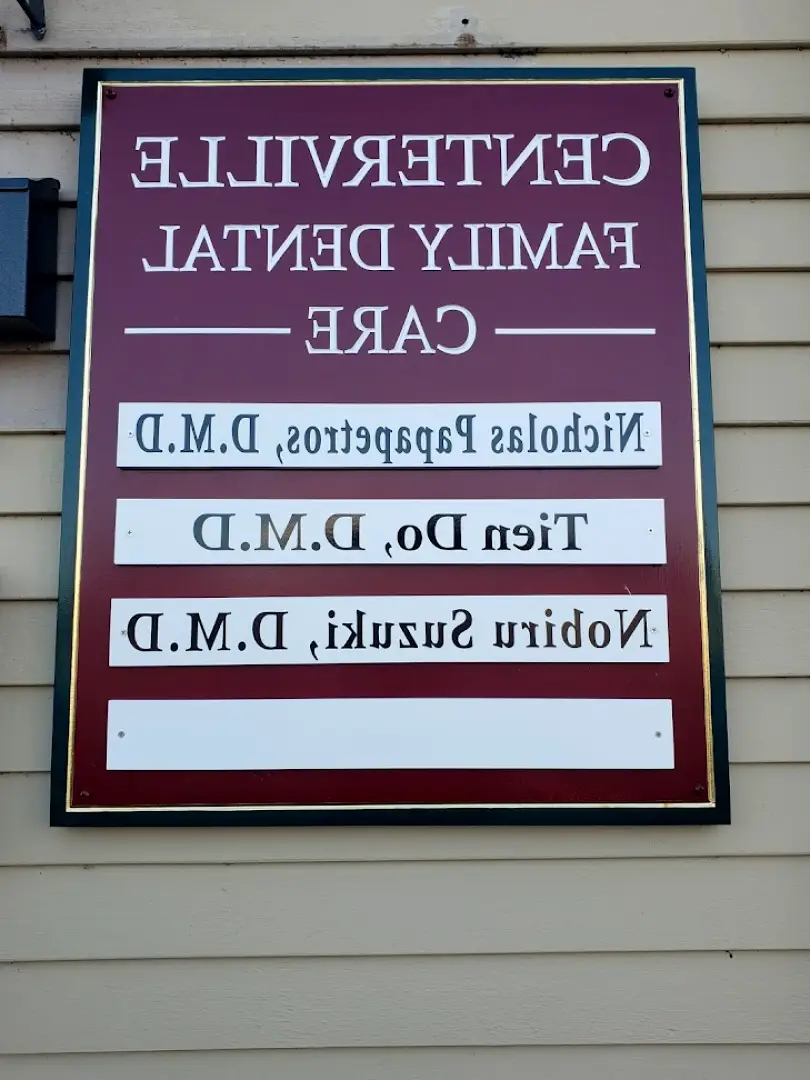 CENTERVILLE
FAMILY DENTAL
CARE
Nicholas Papapetros, D.M.D
Tien Do, D.M.D
Nobiru Suzuki, D.M.D